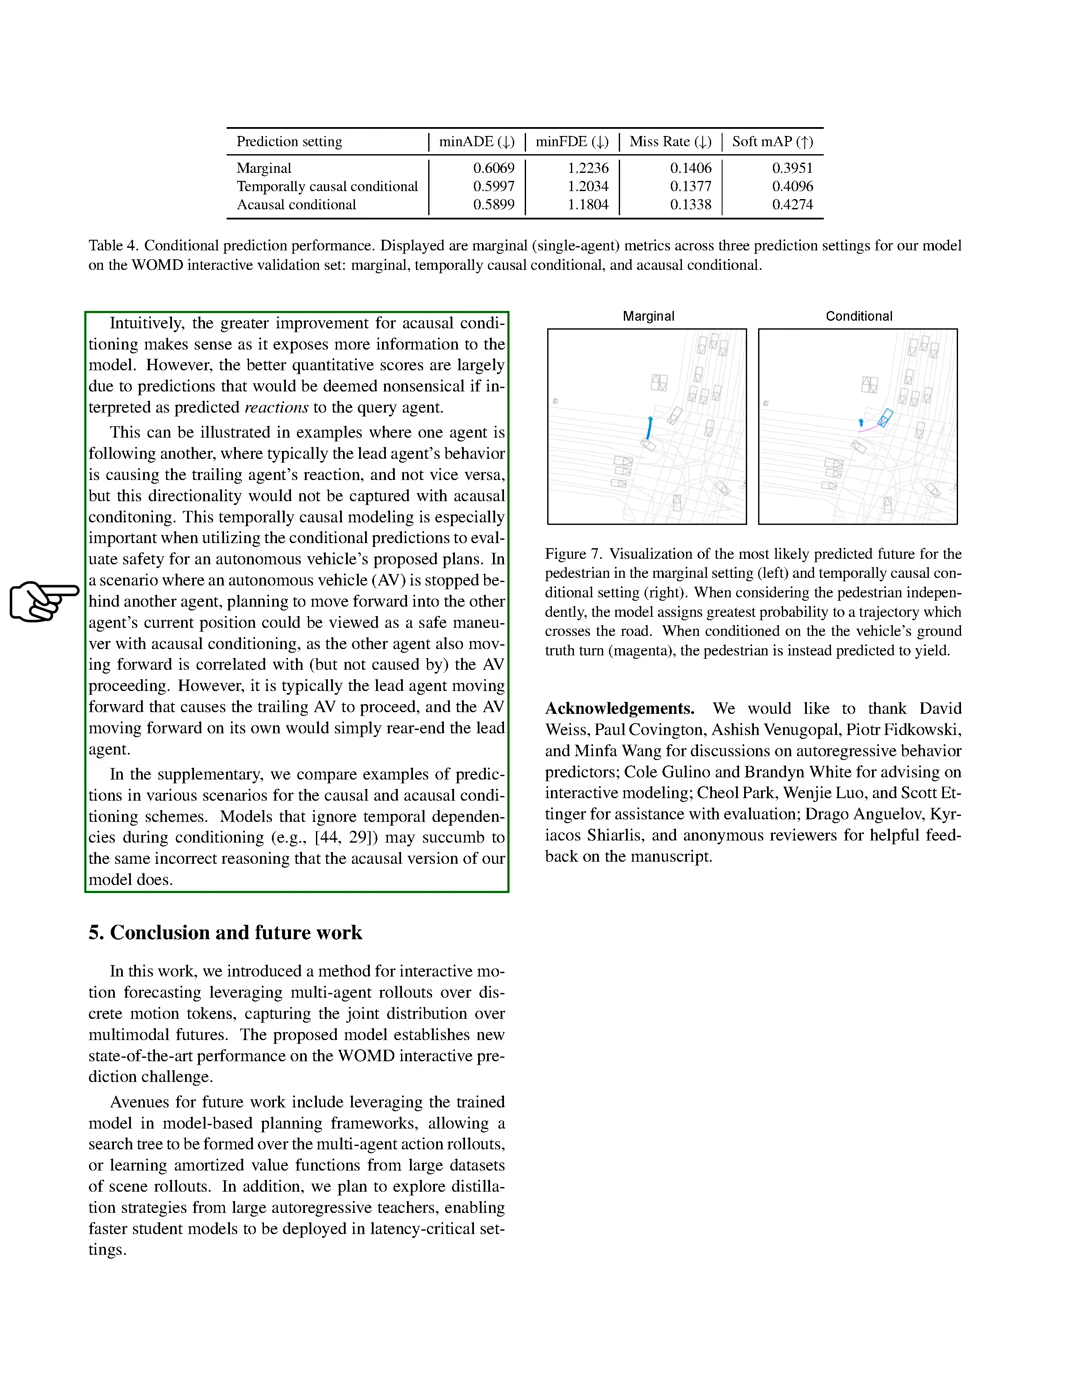 Prediction setting minADE (↓) minFDE (↓) Miss Rate (↓) Soft mAP (↑)
Marginal 0.6069 1.2236 0.1406 0.3951
Temporally causal conditional 0.5997 1.2034 0.1377 0.4096
Acausal conditional 0.5899 1.1804 0.1338 0.4274
Table 4. Conditional prediction performance. Displayed are marginal (single-agent) metrics across three prediction settings for our model
on the WOMD interactive validation set: marginal, temporally causal conditional, and acausal conditional.
Intuitively, the greater improvement for acausal condi-
tioning makes sense as it exposes more information to the
model. However, the better quantitative scores are largely
due to predictions that would be deemed nonsensical if in-
terpreted as predicted reactions to the query agent.
This can be illustrated in examples where one agent is
following another, where typically the lead agent's behavior
is causing the trailing agent's reaction, and not vice versa,
but this directionality would not be captured with acausal
conditoning. This temporally causal modeling is especially
important when utilizing the conditional predictions to eval-
uate safety for an autonomous vehicle's proposed plans. In
a scenario where an autonomous vehicle (AV) is stopped be-
hind another agent, planning to move forward into the other
agent's current position could be viewed as a safe maneu-
ver with acausal conditioning, as the other agent also mov-
ing forward is correlated with (but not caused by) the AV
proceeding. However, it is typically the lead agent moving
forward that causes the trailing AV to proceed, and the AV
moving forward on its own would simply rear-end the lead
agent.
In the supplementary, we compare examples of predic-
tions in various scenarios for the causal and acausal condi-
tioning schemes. Models that ignore temporal dependen-
cies during conditioning (e.g., [44, 29]) may succumb to
the same incorrect reasoning that the acausal version of our
model does.
5. Conclusion and future work
In this work, we introduced a method for interactive mo-
tion forecasting leveraging multi-agent rollouts over dis-
crete motion tokens, capturing the joint distribution over
multimodal futures. The proposed model establishes new
state-of-the-art performance on the WOMD interactive pre-
diction challenge.
Avenues for future work include leveraging the trained
model in model-based planning frameworks, allowing a
search tree to be formed over the multi-agent action rollouts,
or learning amortized value functions from large datasets
of scene rollouts. In addition, we plan to explore distilla-
tion strategies from large autoregressive teachers, enabling
faster student models to be deployed in latency-critical set-
tings.
Marginal Conditional
Figure 7. Visualization of the most likely predicted future for the
pedestrian in the marginal setting (left) and temporally causal con-
ditional setting (right). When considering the pedestrian indepen-
dently, the model assigns greatest probability to a trajectory which
crosses the road. When conditioned on the the vehicle's ground
truth turn (magenta), the pedestrian is instead predicted to yield.
Acknowledgements. We would like to thank David
Weiss, Paul Covington, Ashish Venugopal, Piotr Fidkowski,
and Minfa Wang for discussions on autoregressive behavior
predictors; Cole Gulino and Brandyn White for advising on
interactive modeling; Cheol Park, Wenjie Luo, and Scott Et-
tinger for assistance with evaluation; Drago Anguelov, Kyr-
iacos Shiarlis, and anonymous reviewers for helpful feed-
back on the manuscript.